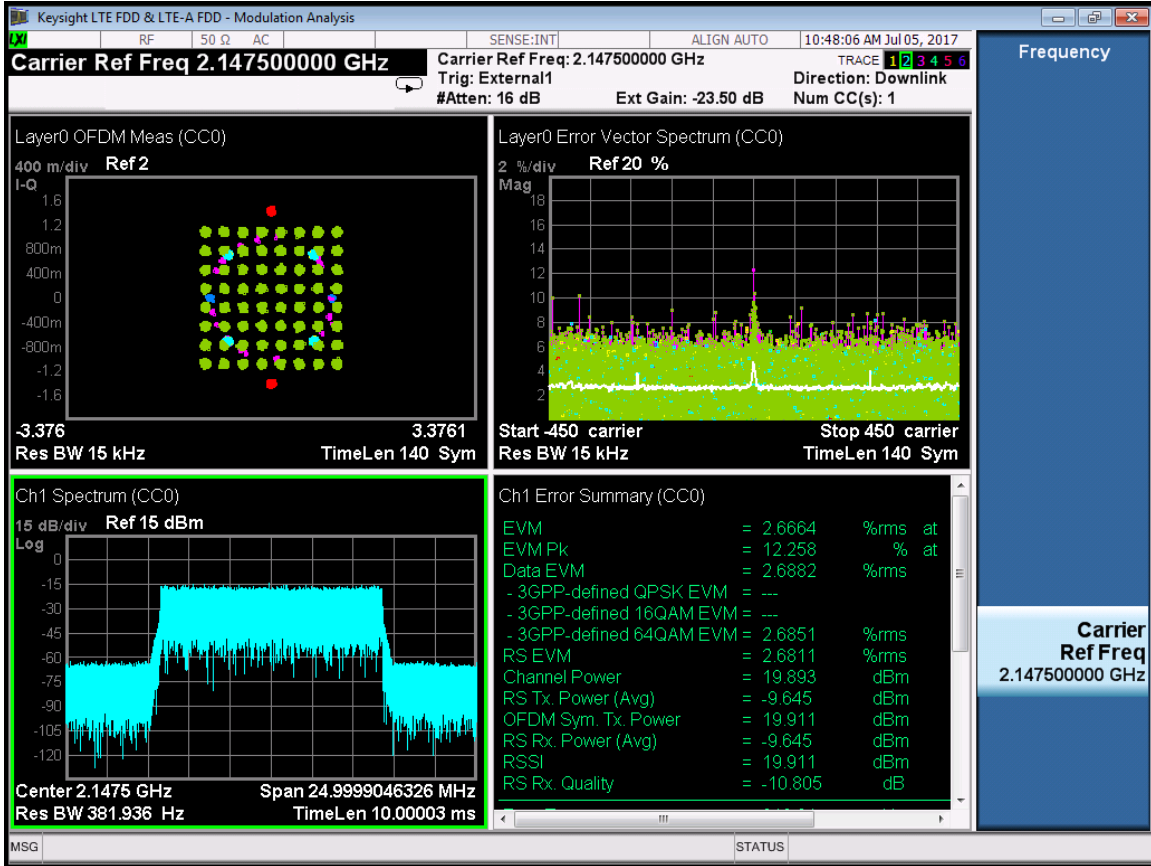 Keysight LTE FDD & LTE-A FDD - Modulation Analysis
LXI RF 50 Ω AC SENSE:INT ALIGN AUTO 10:48:06 AM Jul 05, 2017
Carrier Ref Freq 2.147500000 GHz
Carrier Ref Freq: 2.147500000 GHz
Trig: External1
#Atten: 16 dB Ext Gain: -23.50 dB
TRACE 1 2 3 4 5 6
Direction: Downlink
Num CC(s): 1
Layer0 OFDM Meas (CC0)
400 m/div Ref 2
I-Q
1.6
1.2
800m
400m
0
-400m
-800m
-1.2
-1.6
-3.376 3.3761
Res BW 15 kHz TimeLen 140 Sym
Layer0 Error Vector Spectrum (CC0)
2 %/div Ref 20 %
Mag
18
16
14
12
10
8
6
4
2
Start -450 carrier Stop 450 carrier
Res BW 15 kHz TimeLen 140 Sym
Ch1 Spectrum (CC0)
15 dB/div Ref 15 dBm
Log
0
-15
-30
-45
-60
-75
-90
-105
-120
Center 2.1475 GHz Span 24.9999046326 MHz
Res BW 381.936 Hz TimeLen 10.00003 ms
Ch1 Error Summary (CC0)
EVM = 2.6664 %rms at
EVM Pk = 12.258 % at
Data EVM = 2.6882 %rms
- 3GPP-defined QPSK EVM = ---
- 3GPP-defined 16QAM EVM = ---
- 3GPP-defined 64QAM EVM = 2.6851 %rms
RS EVM = 2.6811 %rms
Channel Power = 19.893 dBm
RS Tx. Power (Avg) = -9.645 dBm
OFDM Sym. Tx. Power = 19.911 dBm
RS Rx. Power (Avg) = -9.645 dBm
RSSI = 19.911 dBm
RS Rx. Quality = -10.805 dB
Frequency
Carrier
Ref Freq
2.147500000 GHz
MSG STATUS